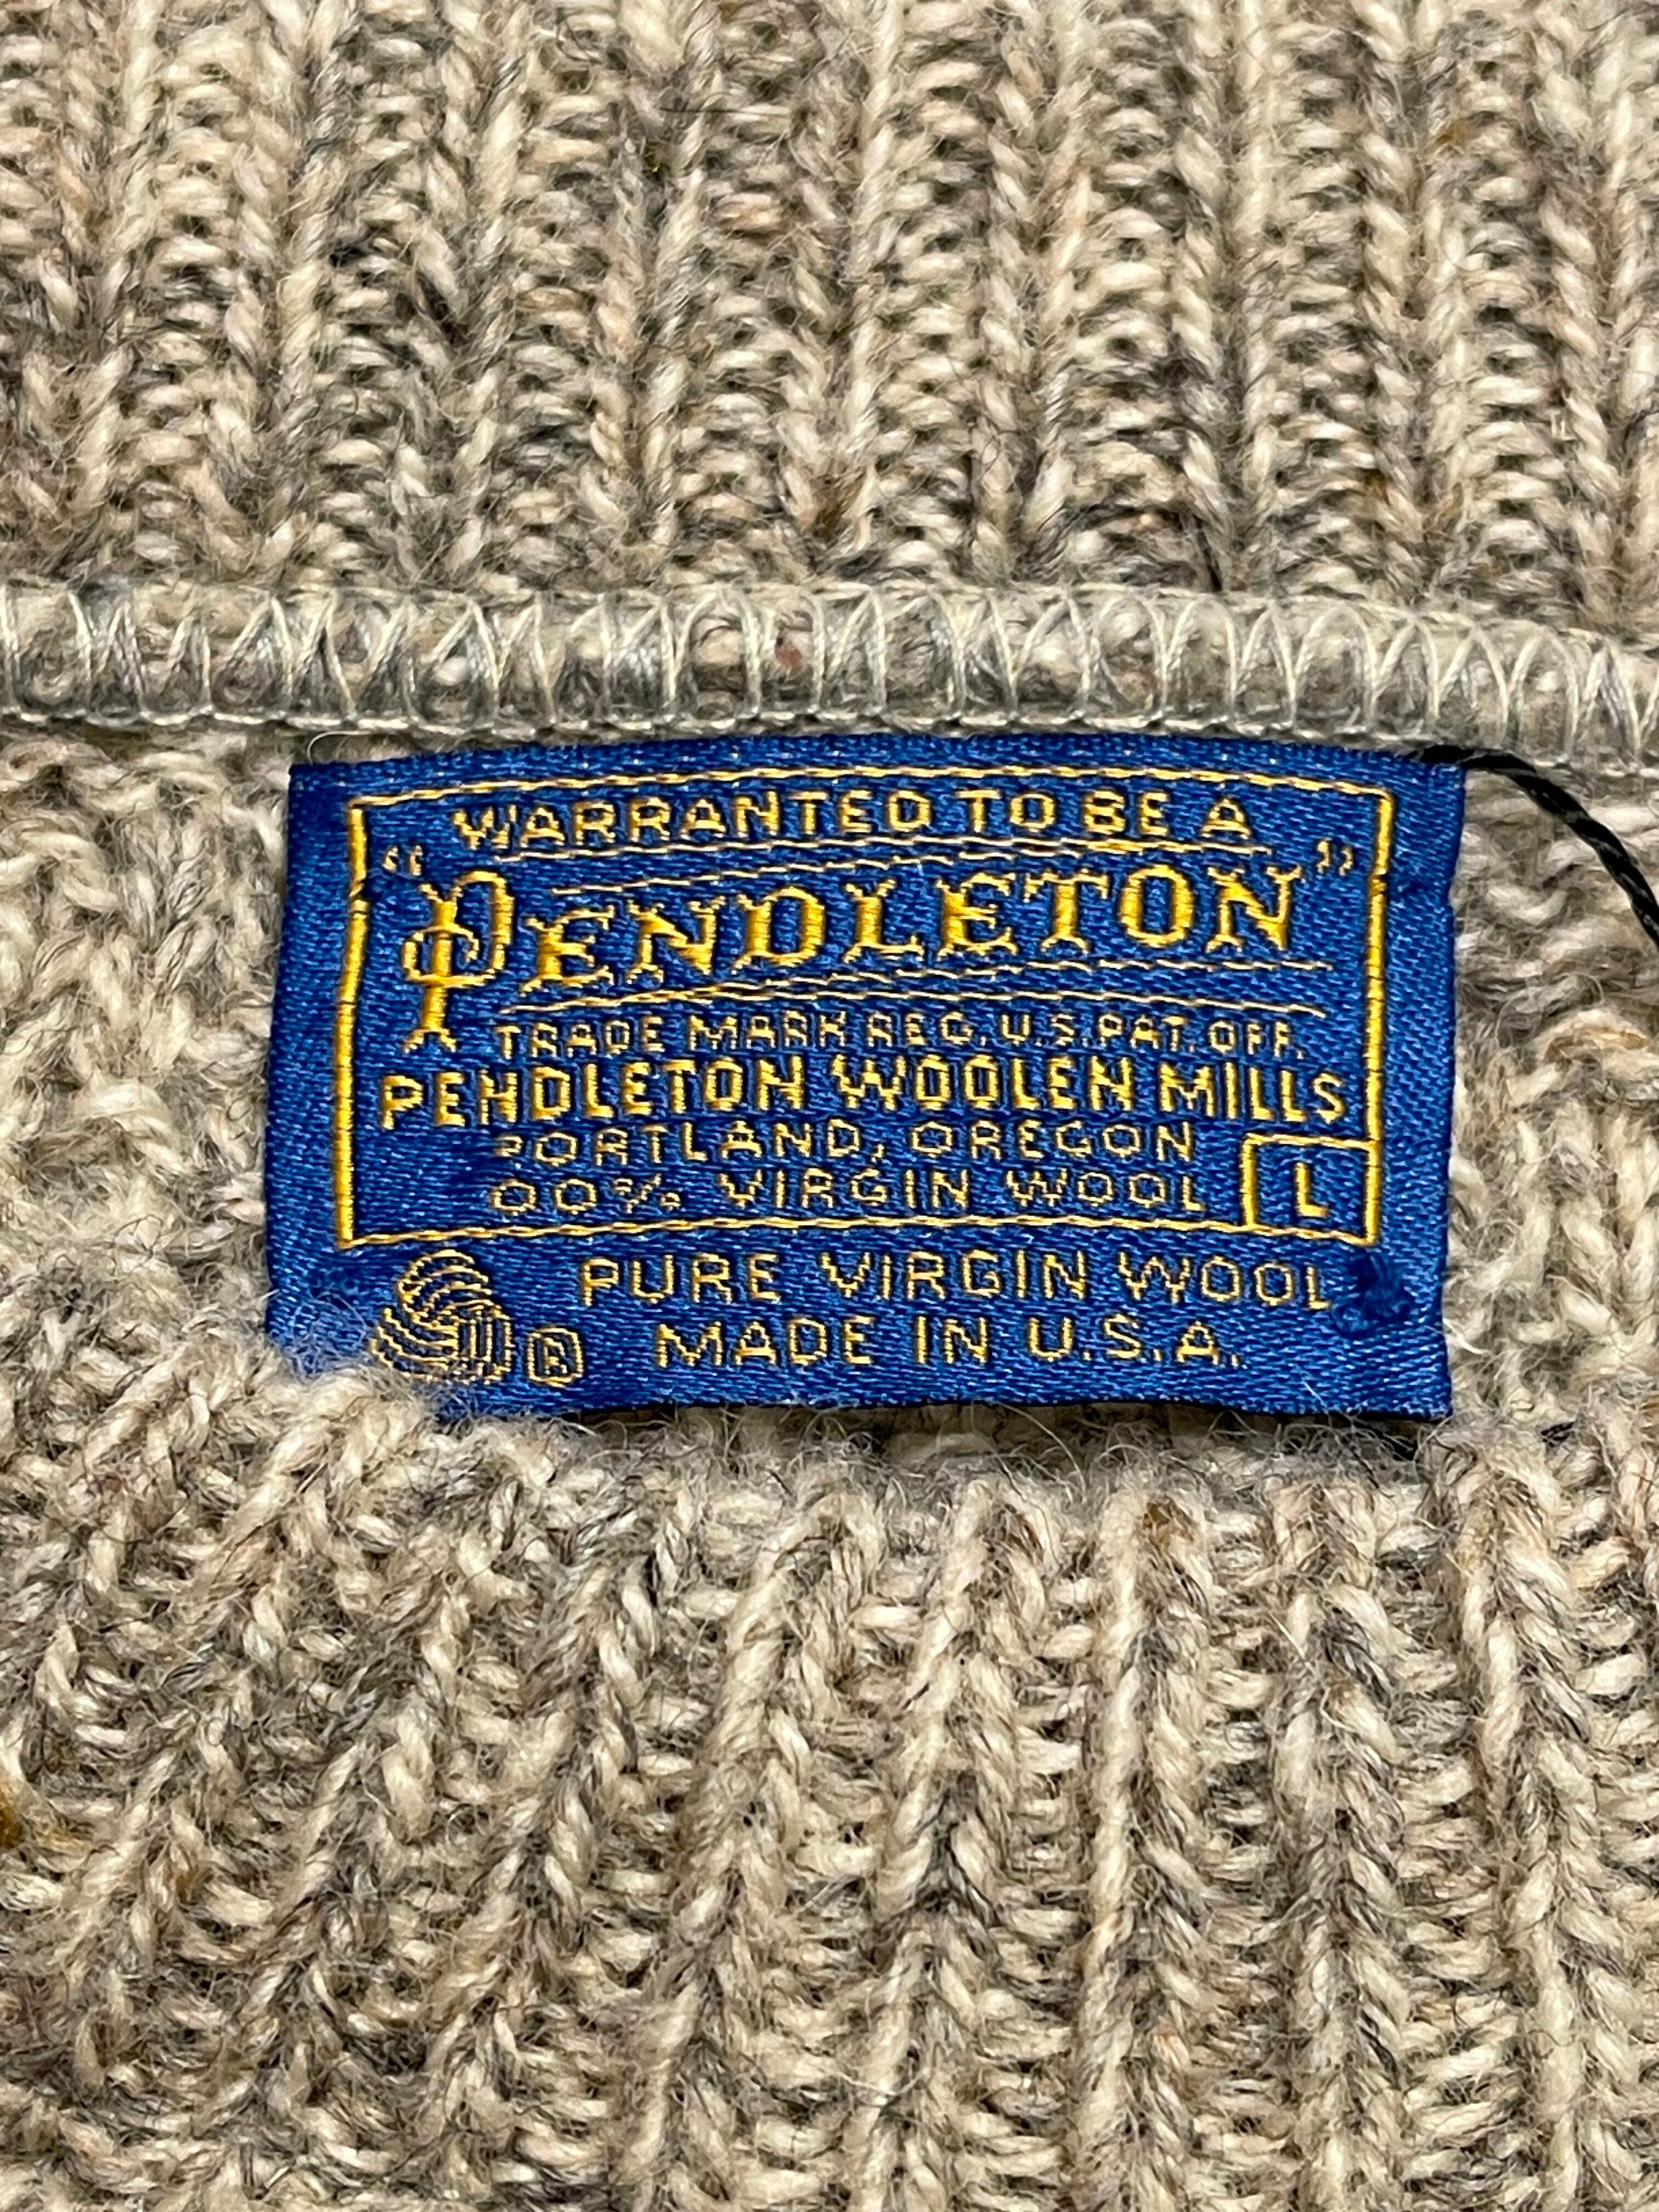 WARRANTED TO BE A
"PENDLETON"
TRADE MARK REG. U.S. PAT. OFF.
PENDLETON WOOLEN MILLS
PORTLAND, OREGON
00% VIRGIN WOOL
L
PURE VIRGIN WOOL
® MADE IN U.S.A.